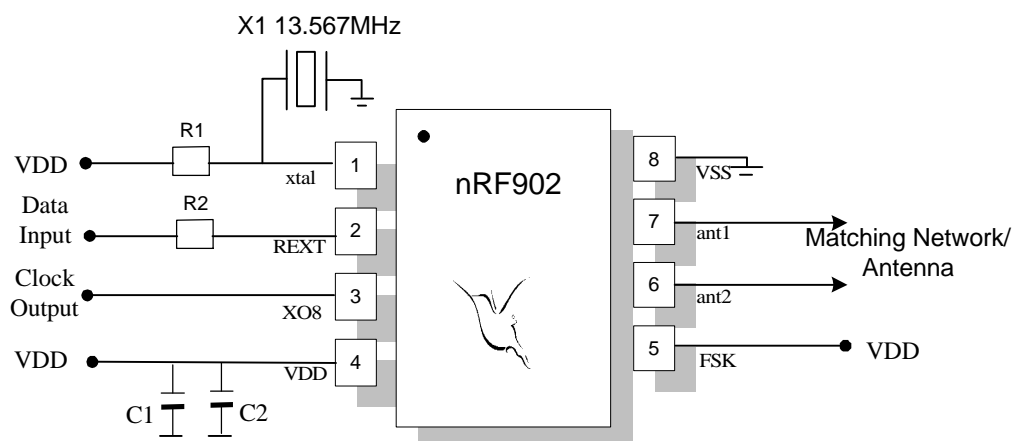 X1 13.567MHz
R1
VDD
xtal
1
Data
Input
R2
REXT
2
Clock
Output
XO8
3
VDD
VDD
4
C1
C2
nRF902
8
VSS
7
ant1
Matching Network/
Antenna
6
ant2
5
FSK
VDD